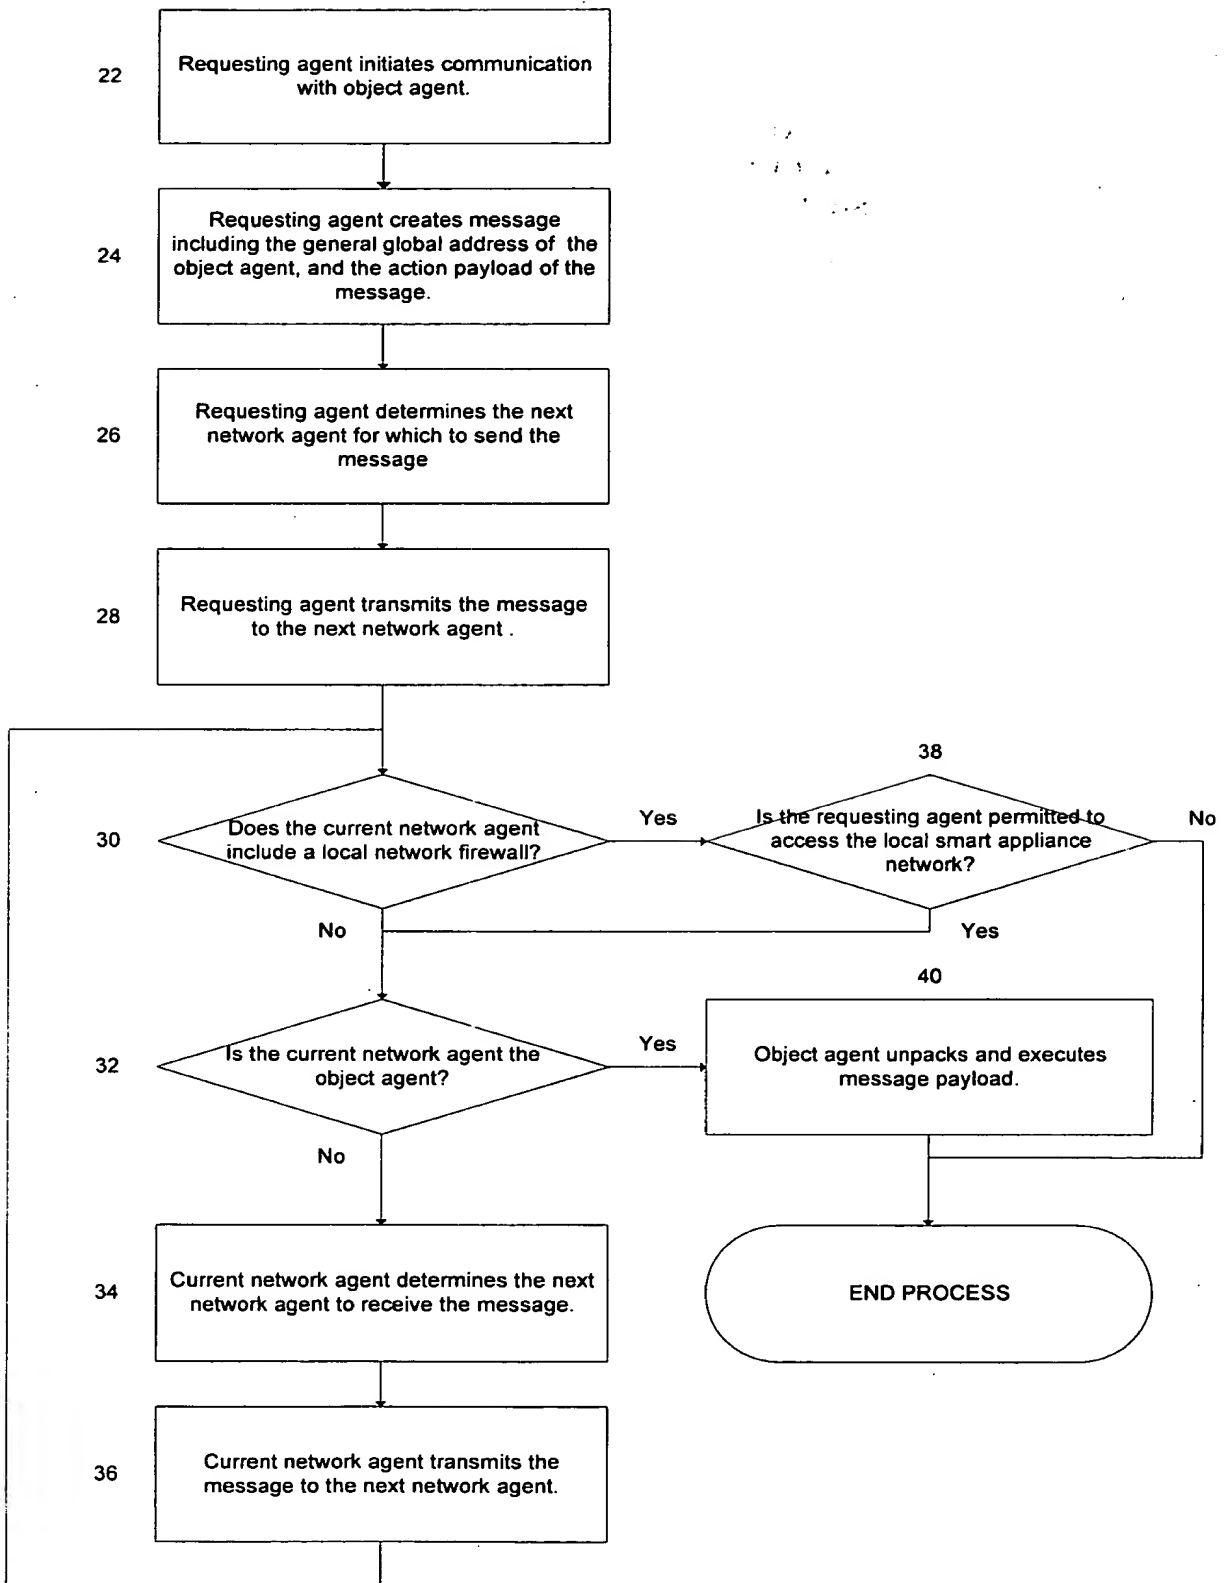 22
Requesting agent initiates communication
with object agent.
24
Requesting agent creates message
including the general global address of the
object agent, and the action payload of the
message.
26
Requesting agent determines the next
network agent for which to send the
message
28
Requesting agent transmits the message
to the next network agent .
38
30
Does the current network agent
include a local network firewall?
Yes
Is the requesting agent permitted to
access the local smart appliance
network?
No
No
Yes
40
32
Is the current network agent the
object agent?
Yes
Object agent unpacks and executes
message payload.
No
34
Current network agent determines the next
network agent to receive the message.
END PROCESS
36
Current network agent transmits the
message to the next network agent.